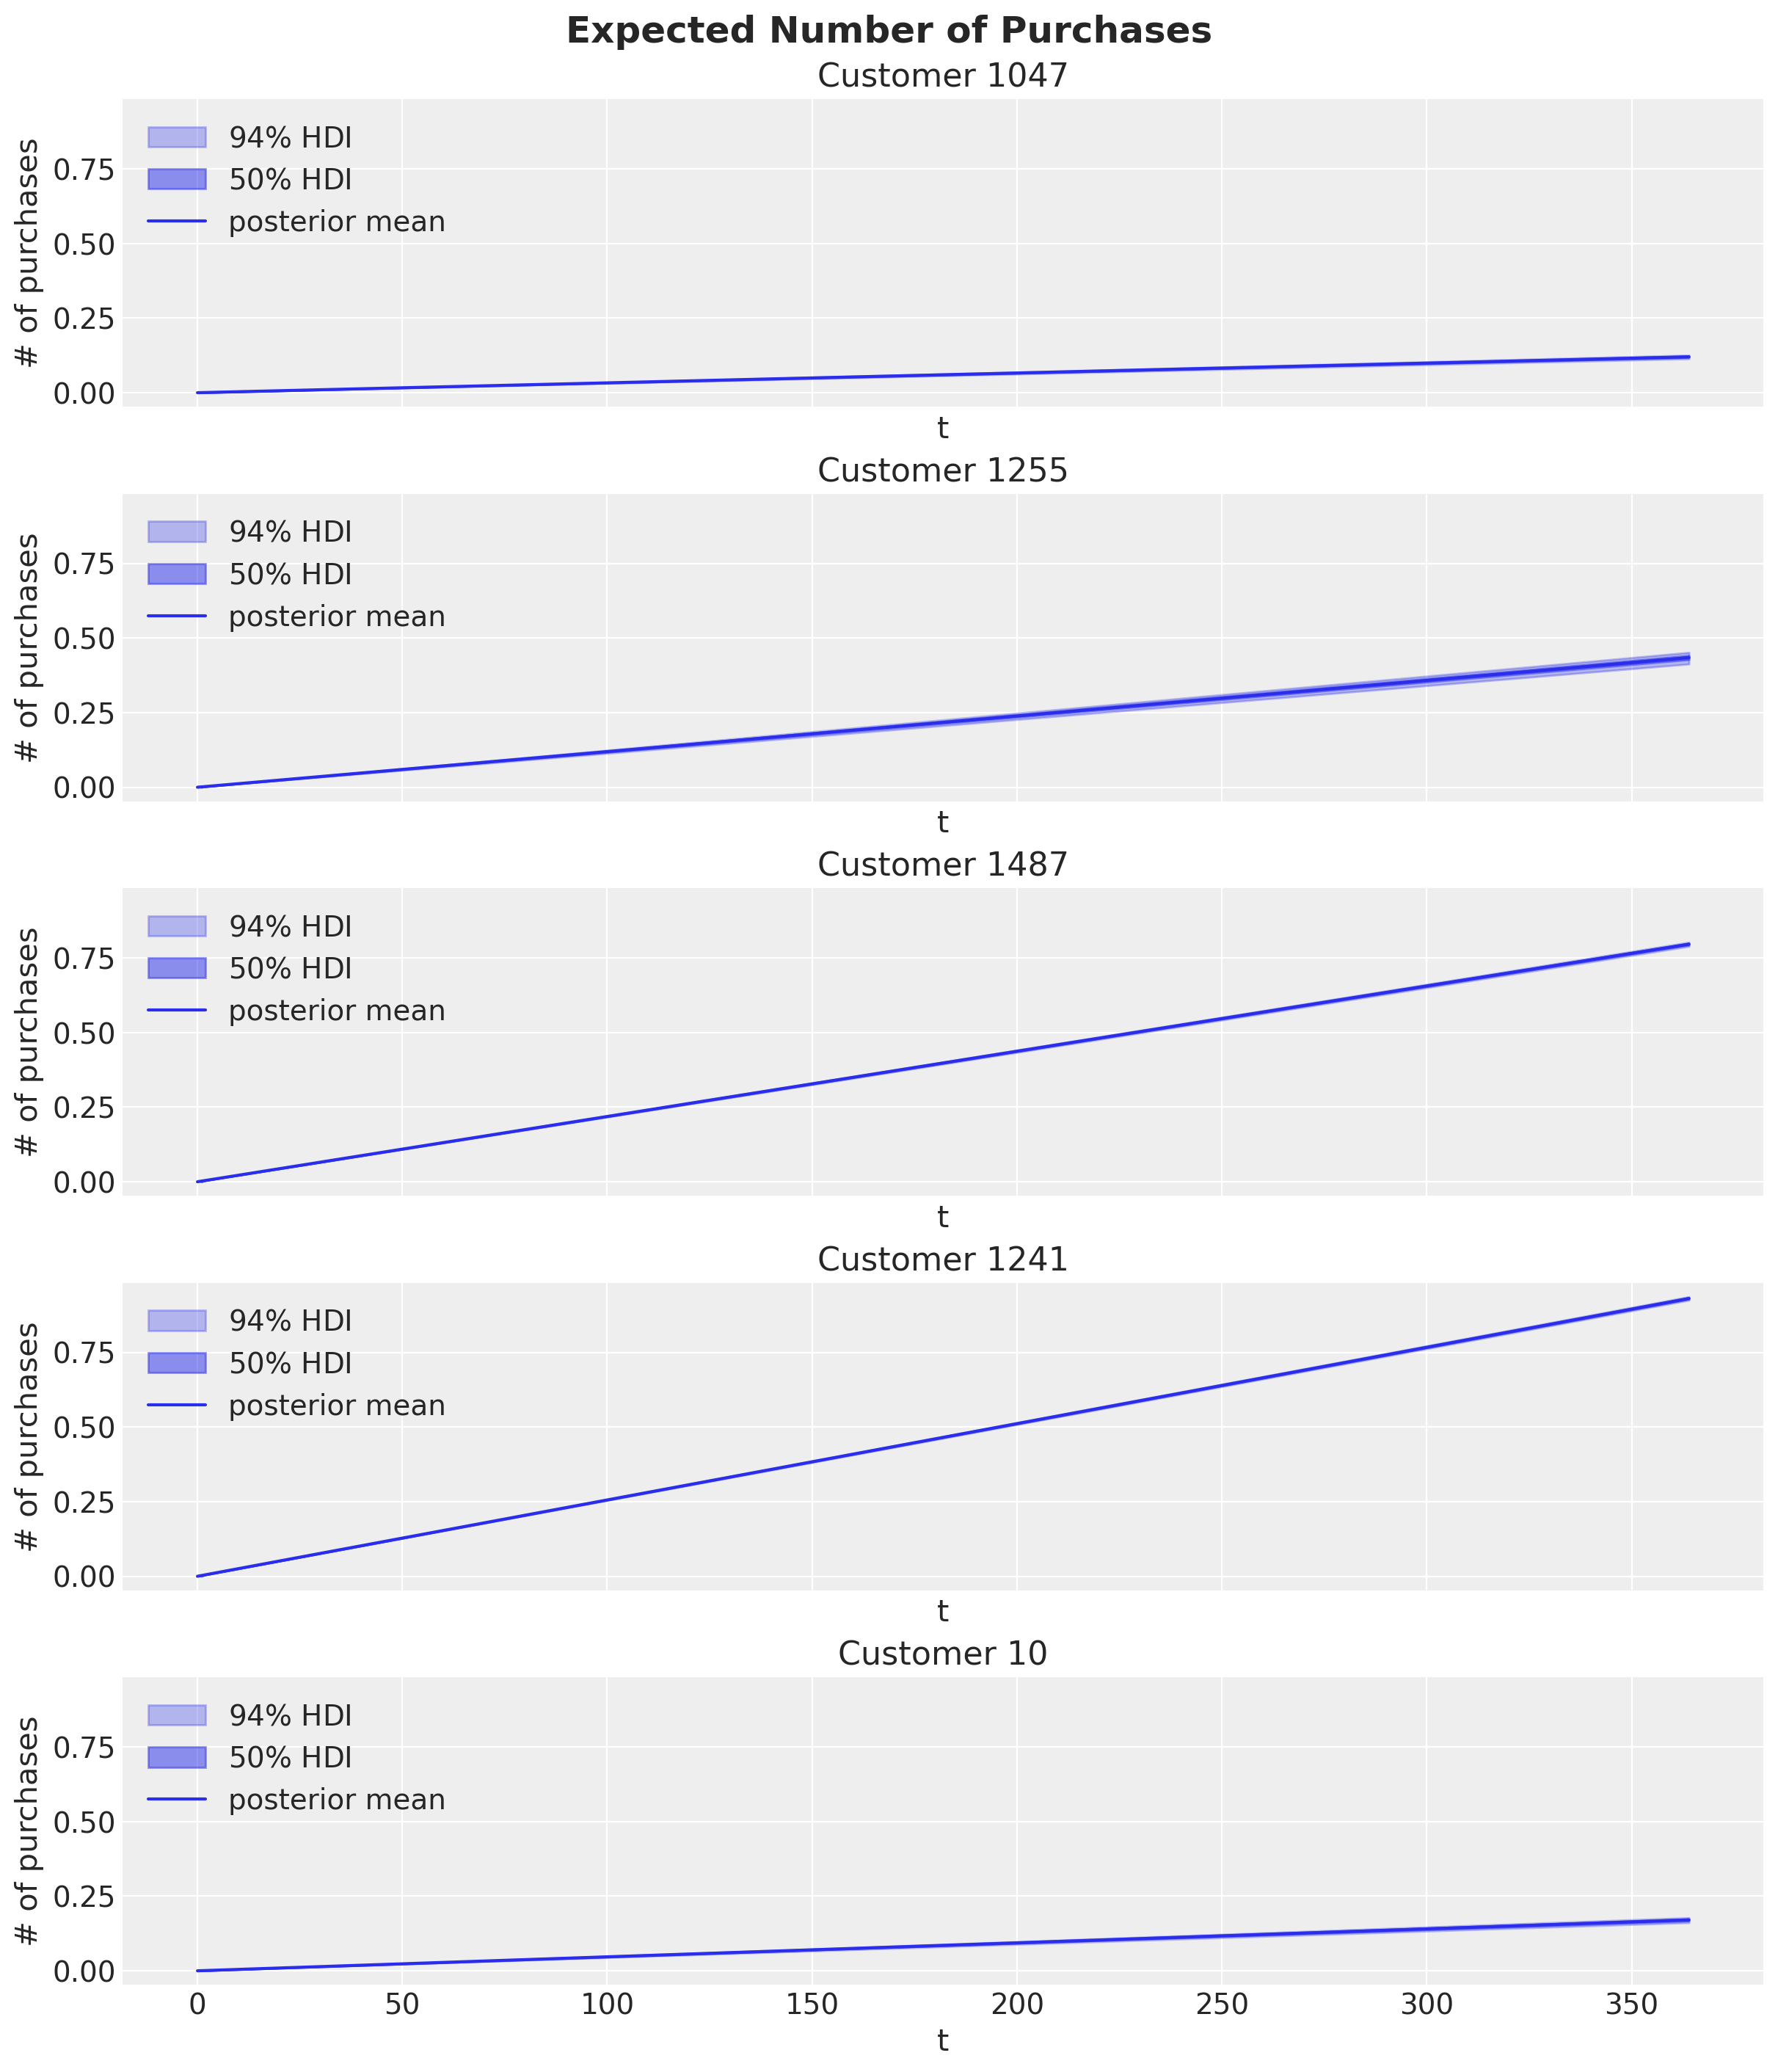 Expected Number of Purchases
Customer 1047
94% HDI
50% HDI
posterior mean
# of purchases
0.75
0.50
0.25
0.00
t
Customer 1255
94% HDI
50% HDI
posterior mean
# of purchases
0.75
0.50
0.25
0.00
t
Customer 1487
94% HDI
50% HDI
posterior mean
# of purchases
0.75
0.50
0.25
0.00
t
Customer 1241
94% HDI
50% HDI
posterior mean
# of purchases
0.75
0.50
0.25
0.00
t
Customer 10
94% HDI
50% HDI
posterior mean
# of purchases
0.75
0.50
0.25
0.00
0 50 100 150 200 250 300 350
t